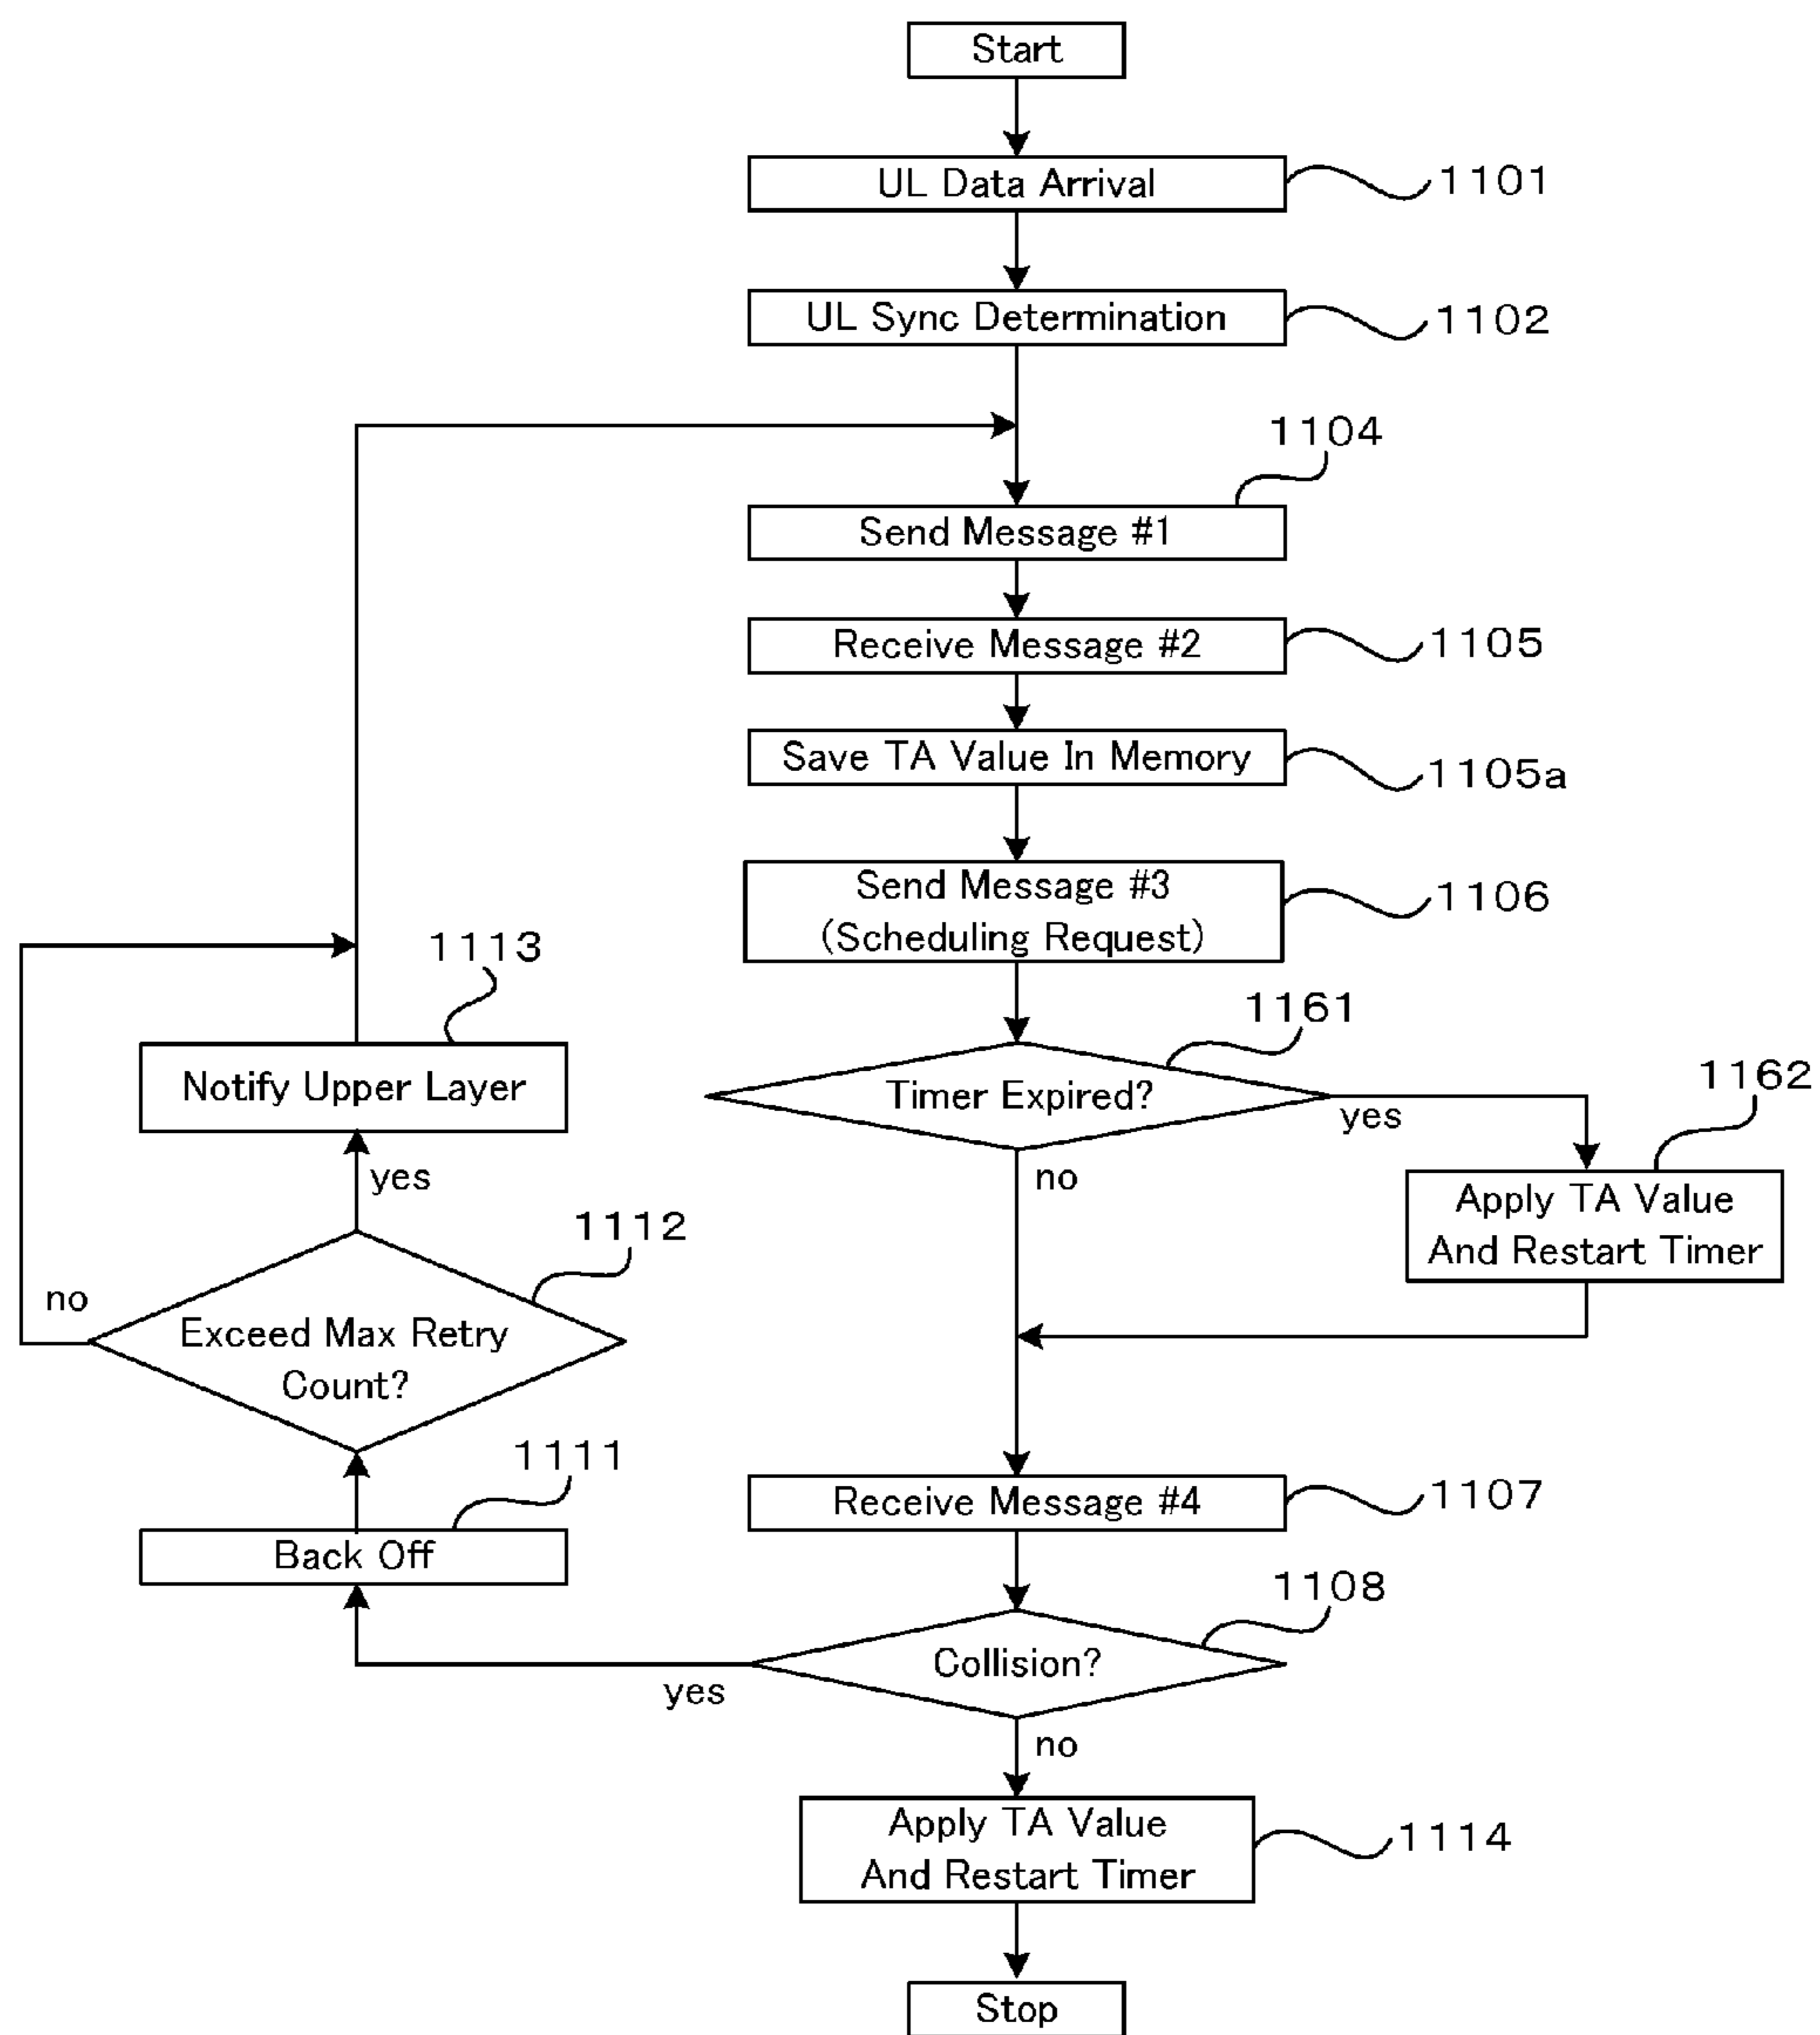 Start
UL Data Arrival
1101
UL Sync Determination
1102
1104
Send Message #1
Receive Message #2
1105
Save TA Value In Memory
1105a
Send Message #3
(Scheduling Request)
1106
1113
Notify Upper Layer
1161
Timer Expired?
yes
no
1162
Apply TA Value
And Restart Timer
yes
1112
no
Exceed Max Retry
Count?
1111
Back Off
Receive Message #4
1107
1108
Collision?
yes
no
Apply TA Value
And Restart Timer
1114
Stop